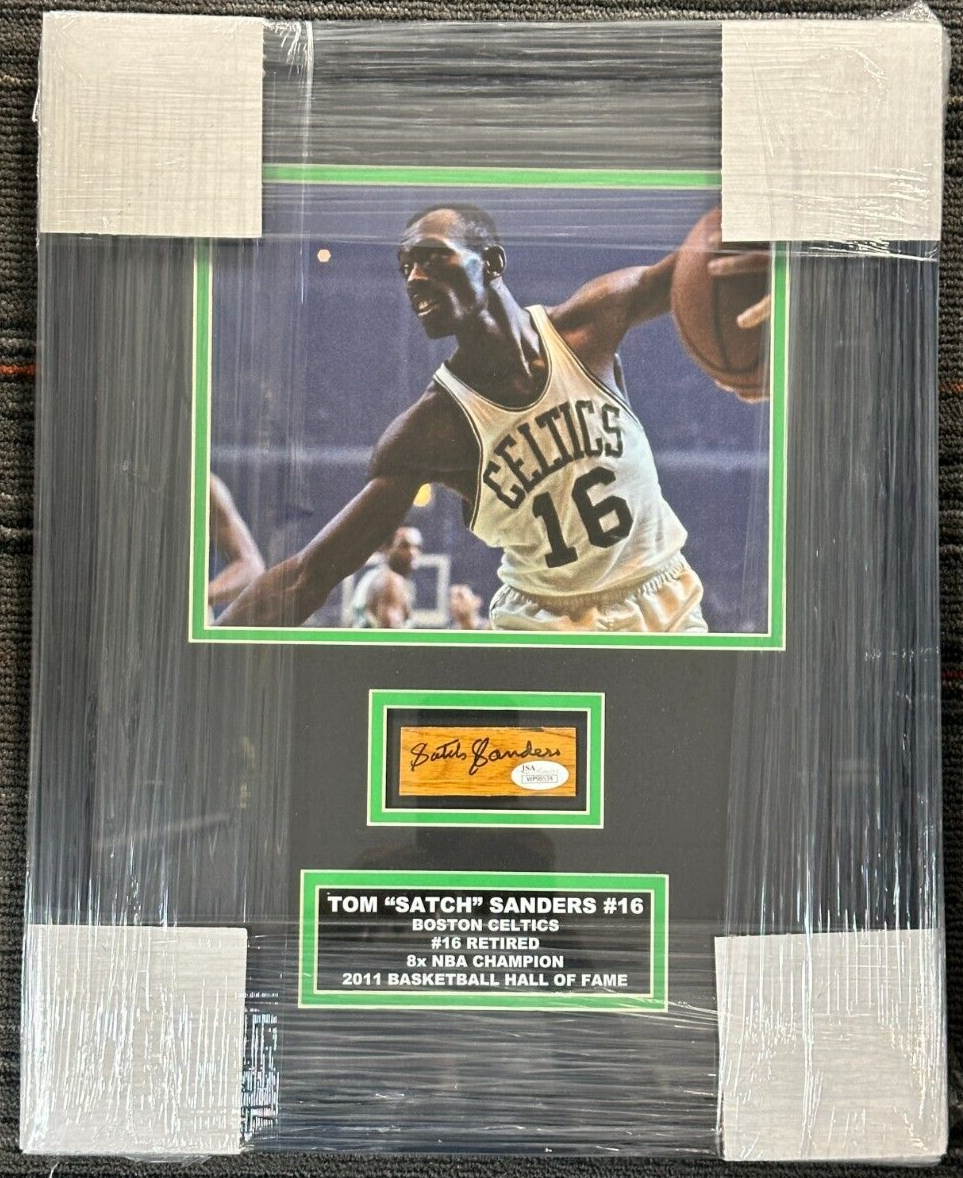 CELTICS
16
Satch Sanders
JSA
TOM “SATCH” SANDERS #16
BOSTON CELTICS
#16 RETIRED
8x NBA CHAMPION
2011 BASKETBALL HALL OF FAME